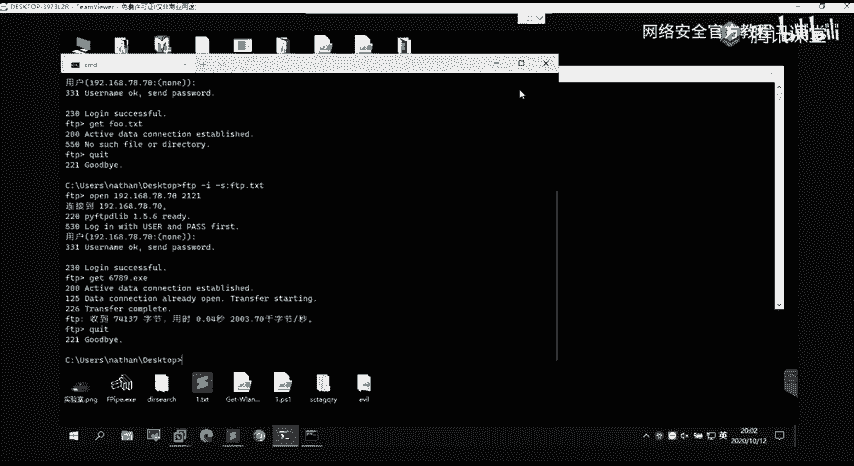 DESKTOP-3973L2R - TeamViewer - 免费许可证(仅非商业用途)
网络安全官方教程
腾讯课堂
cmd
用户(192.168.78.70:(none)):
331 Username ok, send password.
230 Login successful.
ftp> get foo.txt
200 Active data connection established.
550 No such file or directory.
ftp> quit
221 Goodbye.
C:\Users\nathan\Desktop>ftp -i -s:ftp.txt
ftp> open 192.168.78.70 2121
连接到 192.168.78.70。
220 pyftpdlib 1.5.6 ready.
530 Log in with USER and PASS first.
用户(192.168.78.70:(none)):
331 Username ok, send password.
230 Login successful.
ftp> get 6789.exe
200 Active data connection established.
125 Data connection already open. Transfer starting.
226 Transfer complete.
ftp: 收到 74137 字节，用时 0.04秒 2003.70千字节/秒。
ftp> quit
221 Goodbye.
C:\Users\nathan\Desktop>
实验室.png
FPipe.exe
dirsearch
1.txt
Get-Wlan...
1.ps1
sctagqry
evil
英
20:02
2020/10/12